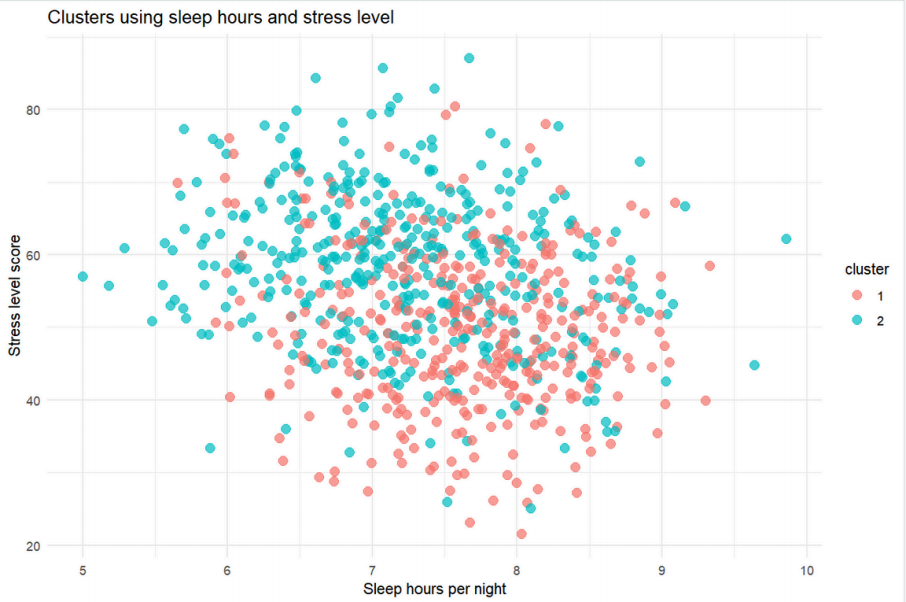 Clusters using sleep hours and stress level
80
60
40
20
Stress level score
5 6 7 8 9 10
Sleep hours per night
cluster
1
2